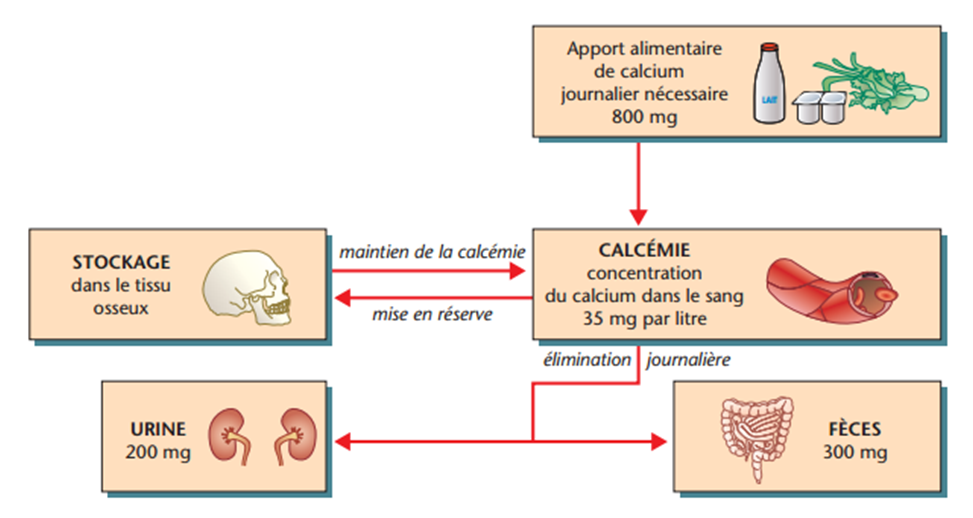 Apport alimentaire
de calcium
journalier nécessaire
800 mg
LAIT
STOCKAGE
dans le tissu
osseux
maintien de la calcémie
mise en réserve
CALCÉMIE
concentration
du calcium dans le sang
35 mg par litre
élimination journalière
URINE
200 mg
FÈCES
300 mg